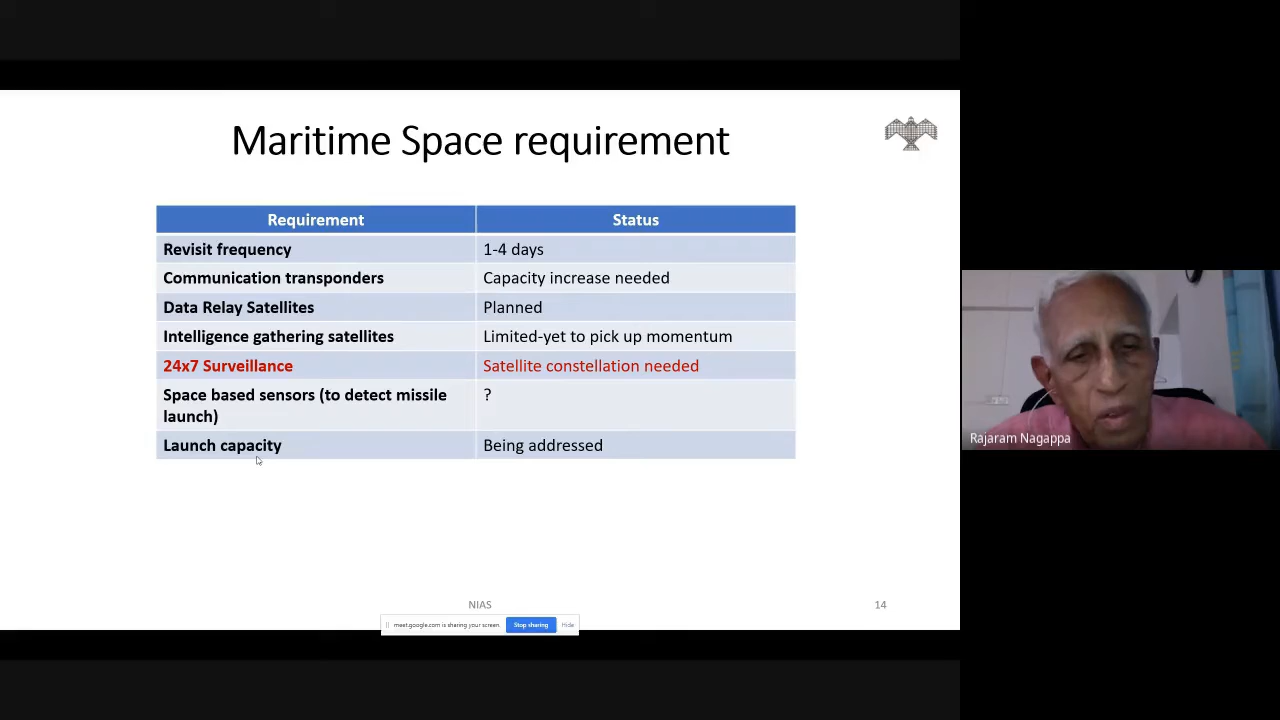 Maritime Space requirement
Requirement Status
Revisit frequency 1-4 days
Communication transponders Capacity increase needed
Data Relay Satellites Planned
Intelligence gathering satellites Limited-yet to pick up momentum
24x7 Surveillance Satellite constellation needed
Space based sensors (to detect missile ?
launch)
Launch capacity Being addressed
Rajaram Nagappa
NIAS 14
meet.google.com is sharing your screen. Stop sharing Hide